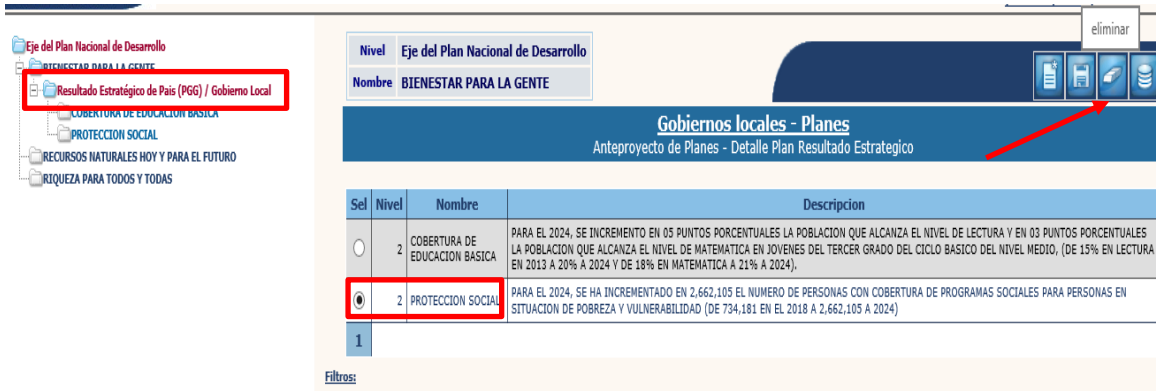 eliminar
Eje del Plan Nacional de Desarrollo
BIENESTAR PARA LA GENTE
Resultado Estratégico de Pais (PGG) / Gobierno Local
COBERTURA DE EDUCACION BASICA
PROTECCION SOCIAL
RECURSOS NATURALES HOY Y PARA EL FUTURO
RIQUEZA PARA TODOS Y TODAS
Nivel Eje del Plan Nacional de Desarrollo
Nombre BIENESTAR PARA LA GENTE
Gobiernos locales - Planes
Anteproyecto de Planes - Detalle Plan Resultado Estrategico
Sel Nivel Nombre Descripcion
2 COBERTURA DE EDUCACION BASICA PARA EL 2024, SE INCREMENTO EN 05 PUNTOS PORCENTUALES LA POBLACION QUE ALCANZA EL NIVEL DE LECTURA Y EN 03 PUNTOS PORCENTUALES
LA POBLACION QUE ALCANZA EL NIVEL DE MATEMATICA EN JOVENES DEL TERCER GRADO DEL CICLO BASICO DEL NIVEL MEDIO, (DE 15% EN LECTURA
EN 2013 A 20% A 2024 Y DE 18% EN MATEMATICA A 21% A 2024).
2 PROTECCION SOCIAL PARA EL 2024, SE HA INCREMENTADO EN 2,662,105 EL NUMERO DE PERSONAS CON COBERTURA DE PROGRAMAS SOCIALES PARA PERSONAS EN
SITUACION DE POBREZA Y VULNERABILIDAD (DE 734,181 EN EL 2018 A 2,662,105 A 2024)
1
Filtros: